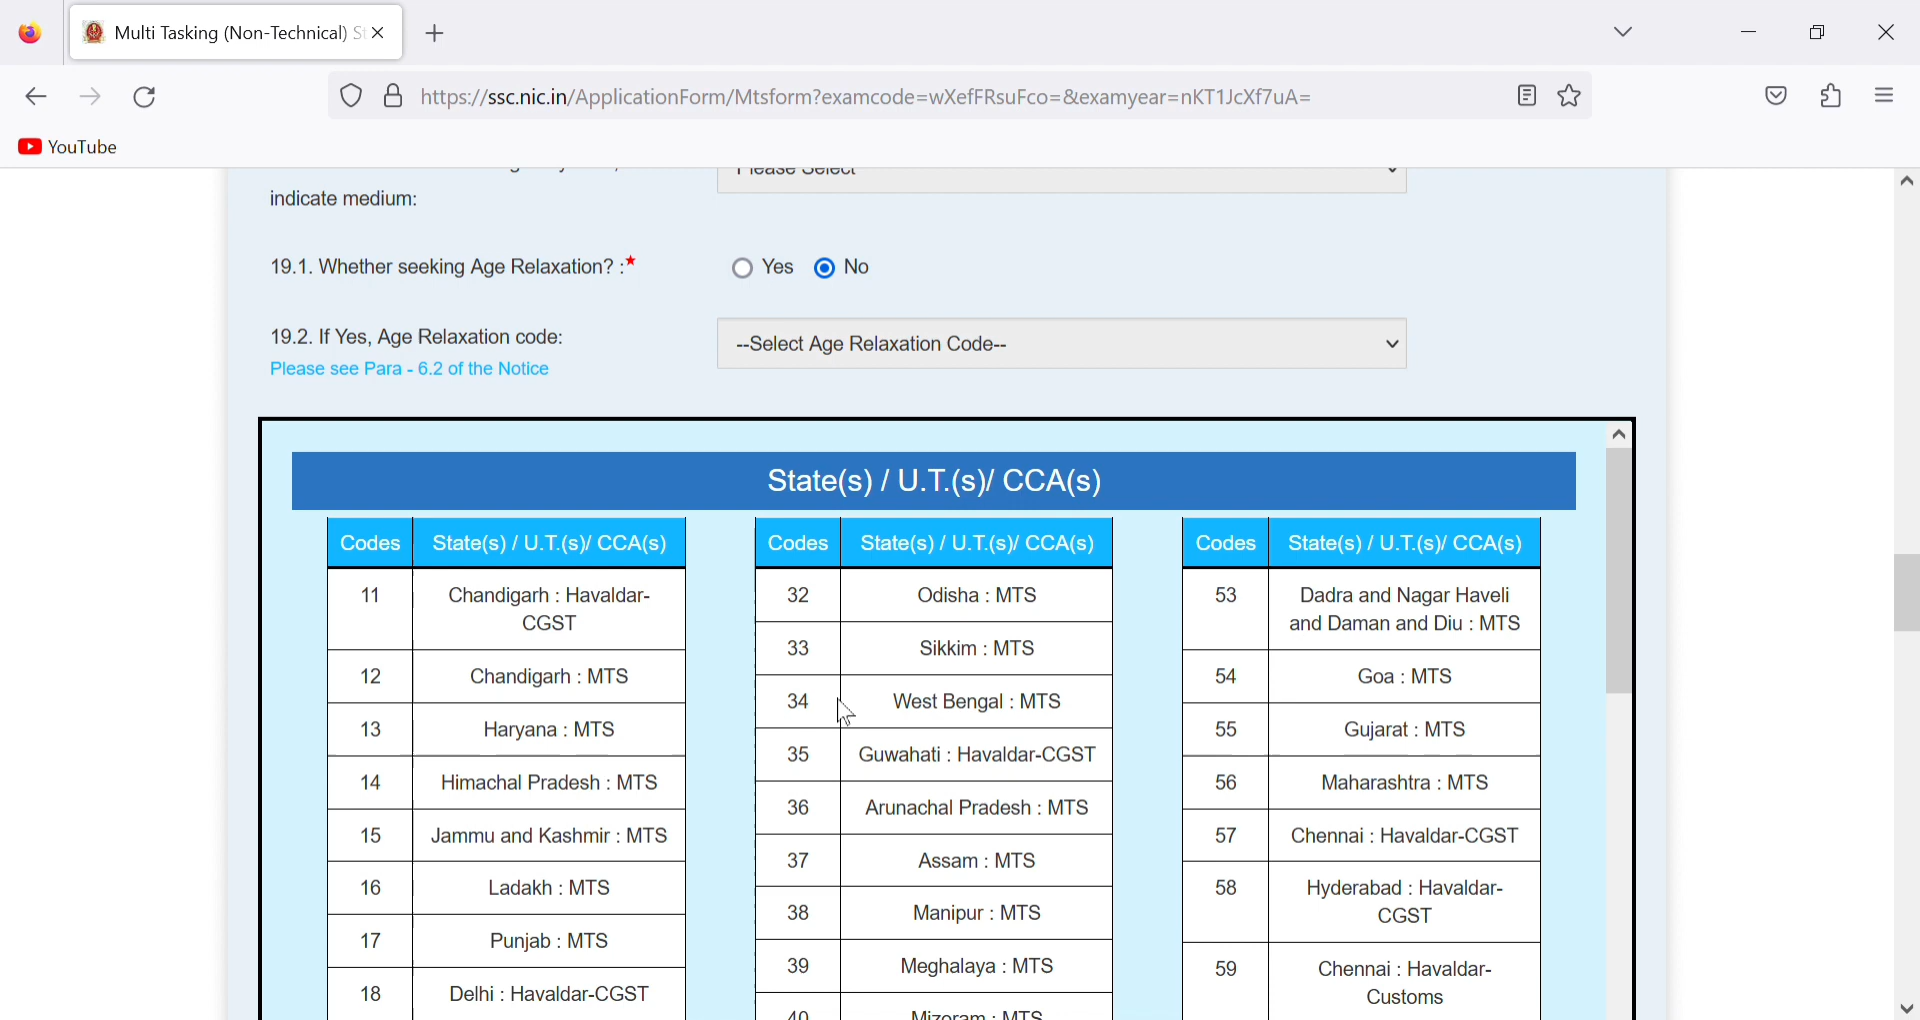 Multi Tasking (Non-Technical) St
https://ssc.nic.in/ApplicationForm/Mtsform?examcode=wXefFRsuFco=&examyear=nKT1JcXf7uA=
YouTube
Please Select
indicate medium:
19.1. Whether seeking Age Relaxation? :*
Yes No
19.2. If Yes, Age Relaxation code:
--Select Age Relaxation Code--
Please see Para - 6.2 of the Notice
State(s) / U.T.(s)/ CCA(s)
Codes State(s) / U.T.(s)/ CCA(s)
11 Chandigarh : Havaldar-
CGST
12 Chandigarh : MTS
13 Haryana : MTS
14 Himachal Pradesh : MTS
15 Jammu and Kashmir : MTS
16 Ladakh : MTS
17 Punjab : MTS
18 Delhi : Havaldar-CGST
Codes State(s) / U.T.(s)/ CCA(s)
32 Odisha : MTS
33 Sikkim : MTS
34 West Bengal : MTS
35 Guwahati : Havaldar-CGST
36 Arunachal Pradesh : MTS
37 Assam : MTS
38 Manipur : MTS
39 Meghalaya : MTS
40 Mizoram : MTS
Codes State(s) / U.T.(s)/ CCA(s)
53 Dadra and Nagar Haveli
and Daman and Diu : MTS
54 Goa : MTS
55 Gujarat : MTS
56 Maharashtra : MTS
57 Chennai : Havaldar-CGST
58 Hyderabad : Havaldar-
CGST
59 Chennai : Havaldar-
Customs